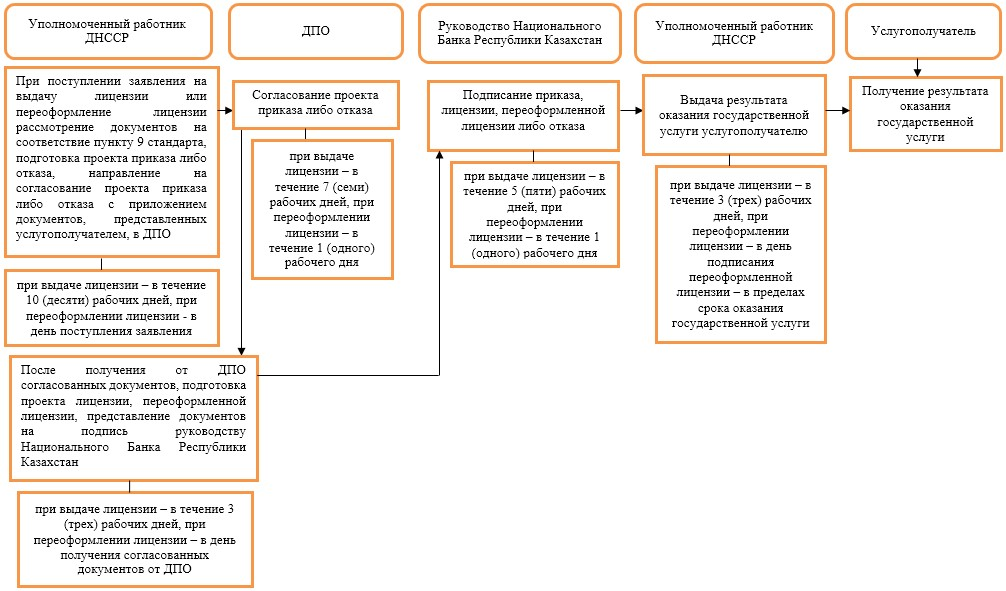 Уполномоченный работник
ДНССР
ДПО
Руководство Национального
Банка Республики Казахстан
Уполномоченный работник
ДНССР
Услугополучатель
При поступлении заявления на
выдачу лицензии или
переоформление лицензии
рассмотрение документов на
соответствие пункту 9 стандарта,
подготовка проекта приказа либо
отказа, направление на
согласование проекта приказа
либо отказа с приложением
документов, представленных
услугополучателем, в ДПО
Согласование проекта
приказа либо отказа
Подписание приказа,
лицензии, переоформленной
лицензии либо отказа
Выдача результата
оказания государственной
услуги услугополучателю
Получение результата
оказания
государственной
услуги
при выдаче
лицензии – в
течение 7 (семи)
рабочих дней, при
переоформлении
лицензии – в
течение 1 (одного)
рабочего дня
при выдаче лицензии – в
течение 5 (пяти) рабочих
дней, при
переоформлении
лицензии – в течение 1
(одного) рабочего дня
при выдаче лицензии – в
течение 3 (трех) рабочих
дней, при
переоформлении
лицензии – в день
подписания
переоформленной
лицензии – в пределах
срока оказания
государственной услуги
при выдаче лицензии – в течение
10 (десяти) рабочих дней, при
переоформлении лицензии - в
день поступления заявления
После получения от ДПО
согласованных документов, подготовка
проекта лицензии, переоформленной
лицензии, представление документов
на подпись руководству
Национального Банка Республики
Казахстан
при выдаче лицензии – в течение 3
(трех) рабочих дней, при
переоформлении лицензии – в день
получения согласованных
документов от ДПО